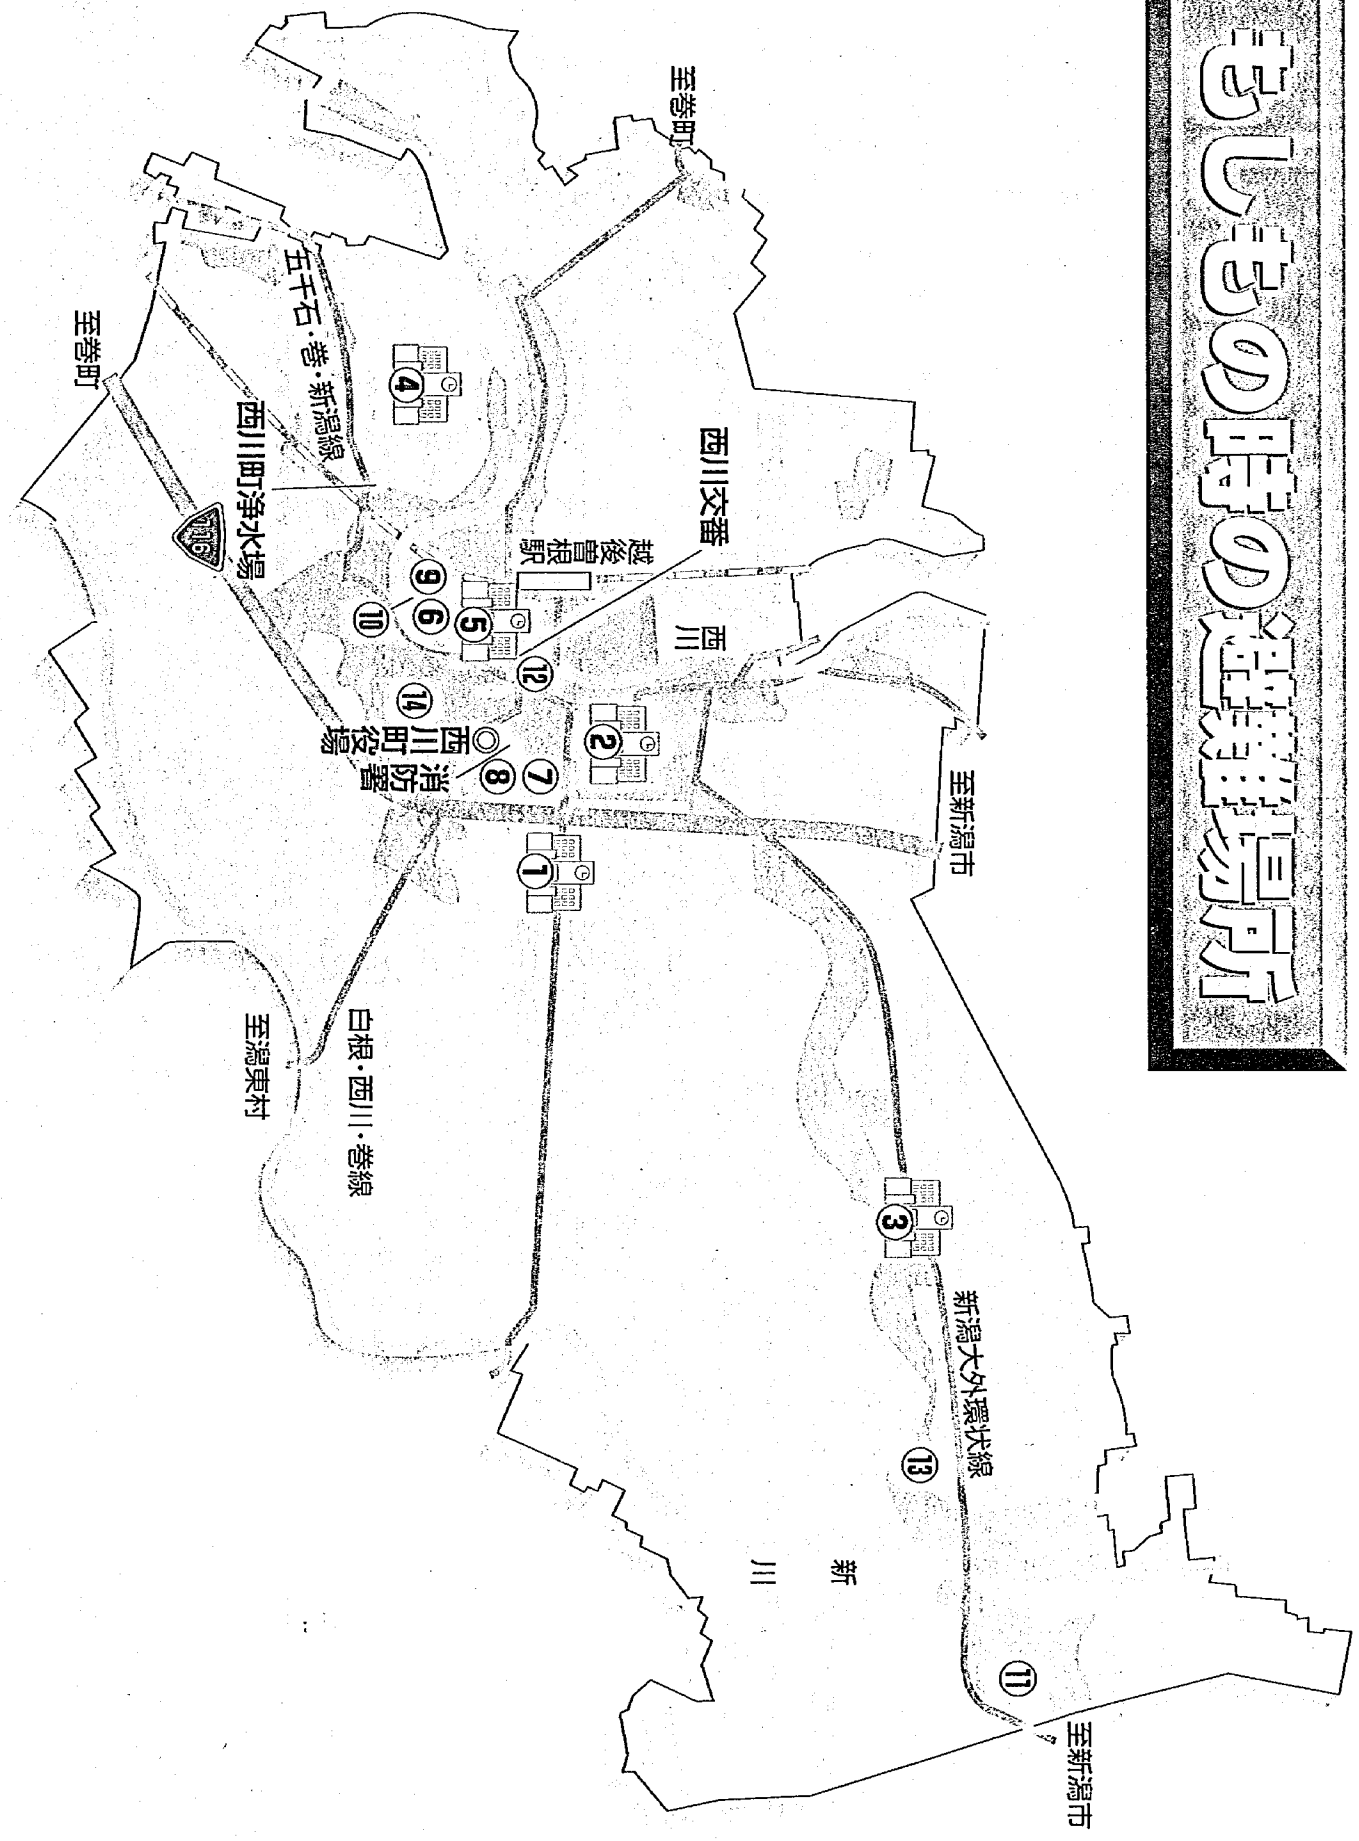 もしもの時の避難場所
至巻町
西川交番
越後曽根駅
西川
至新潟市
五千石・巻・新潟線
西川町浄水場
至巻町
116
4
9
6
5
10
12
14
2
西川町役場
消防署
8
7
1
3
新潟大外環状線
13
11
至新潟市
新川
白根・西川・巻線
至潟東村